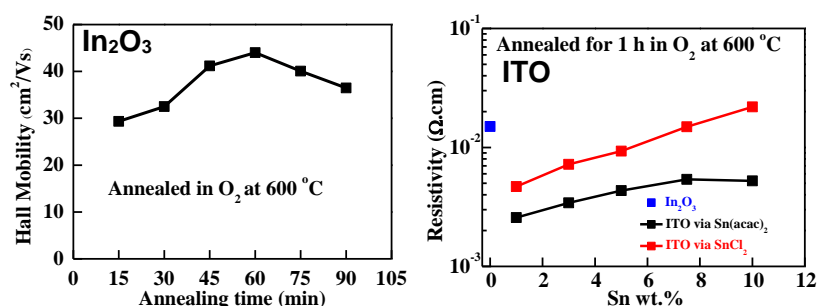 In₂O₃
Hall Mobility (cm²/Vs)
50
40
30
20
10
0
Annealed in O₂ at 600 °C
0 15 30 45 60 75 90 105
Annealing time (min)
Annealed for 1 h in O₂ at 600 °C
ITO
Resistivity (Ω.cm)
10⁻¹
10⁻²
10⁻³
In₂O₃
ITO via Sn(acac)₂
ITO via SnCl₂
0 2 4 6 8 10 12
Sn wt.%